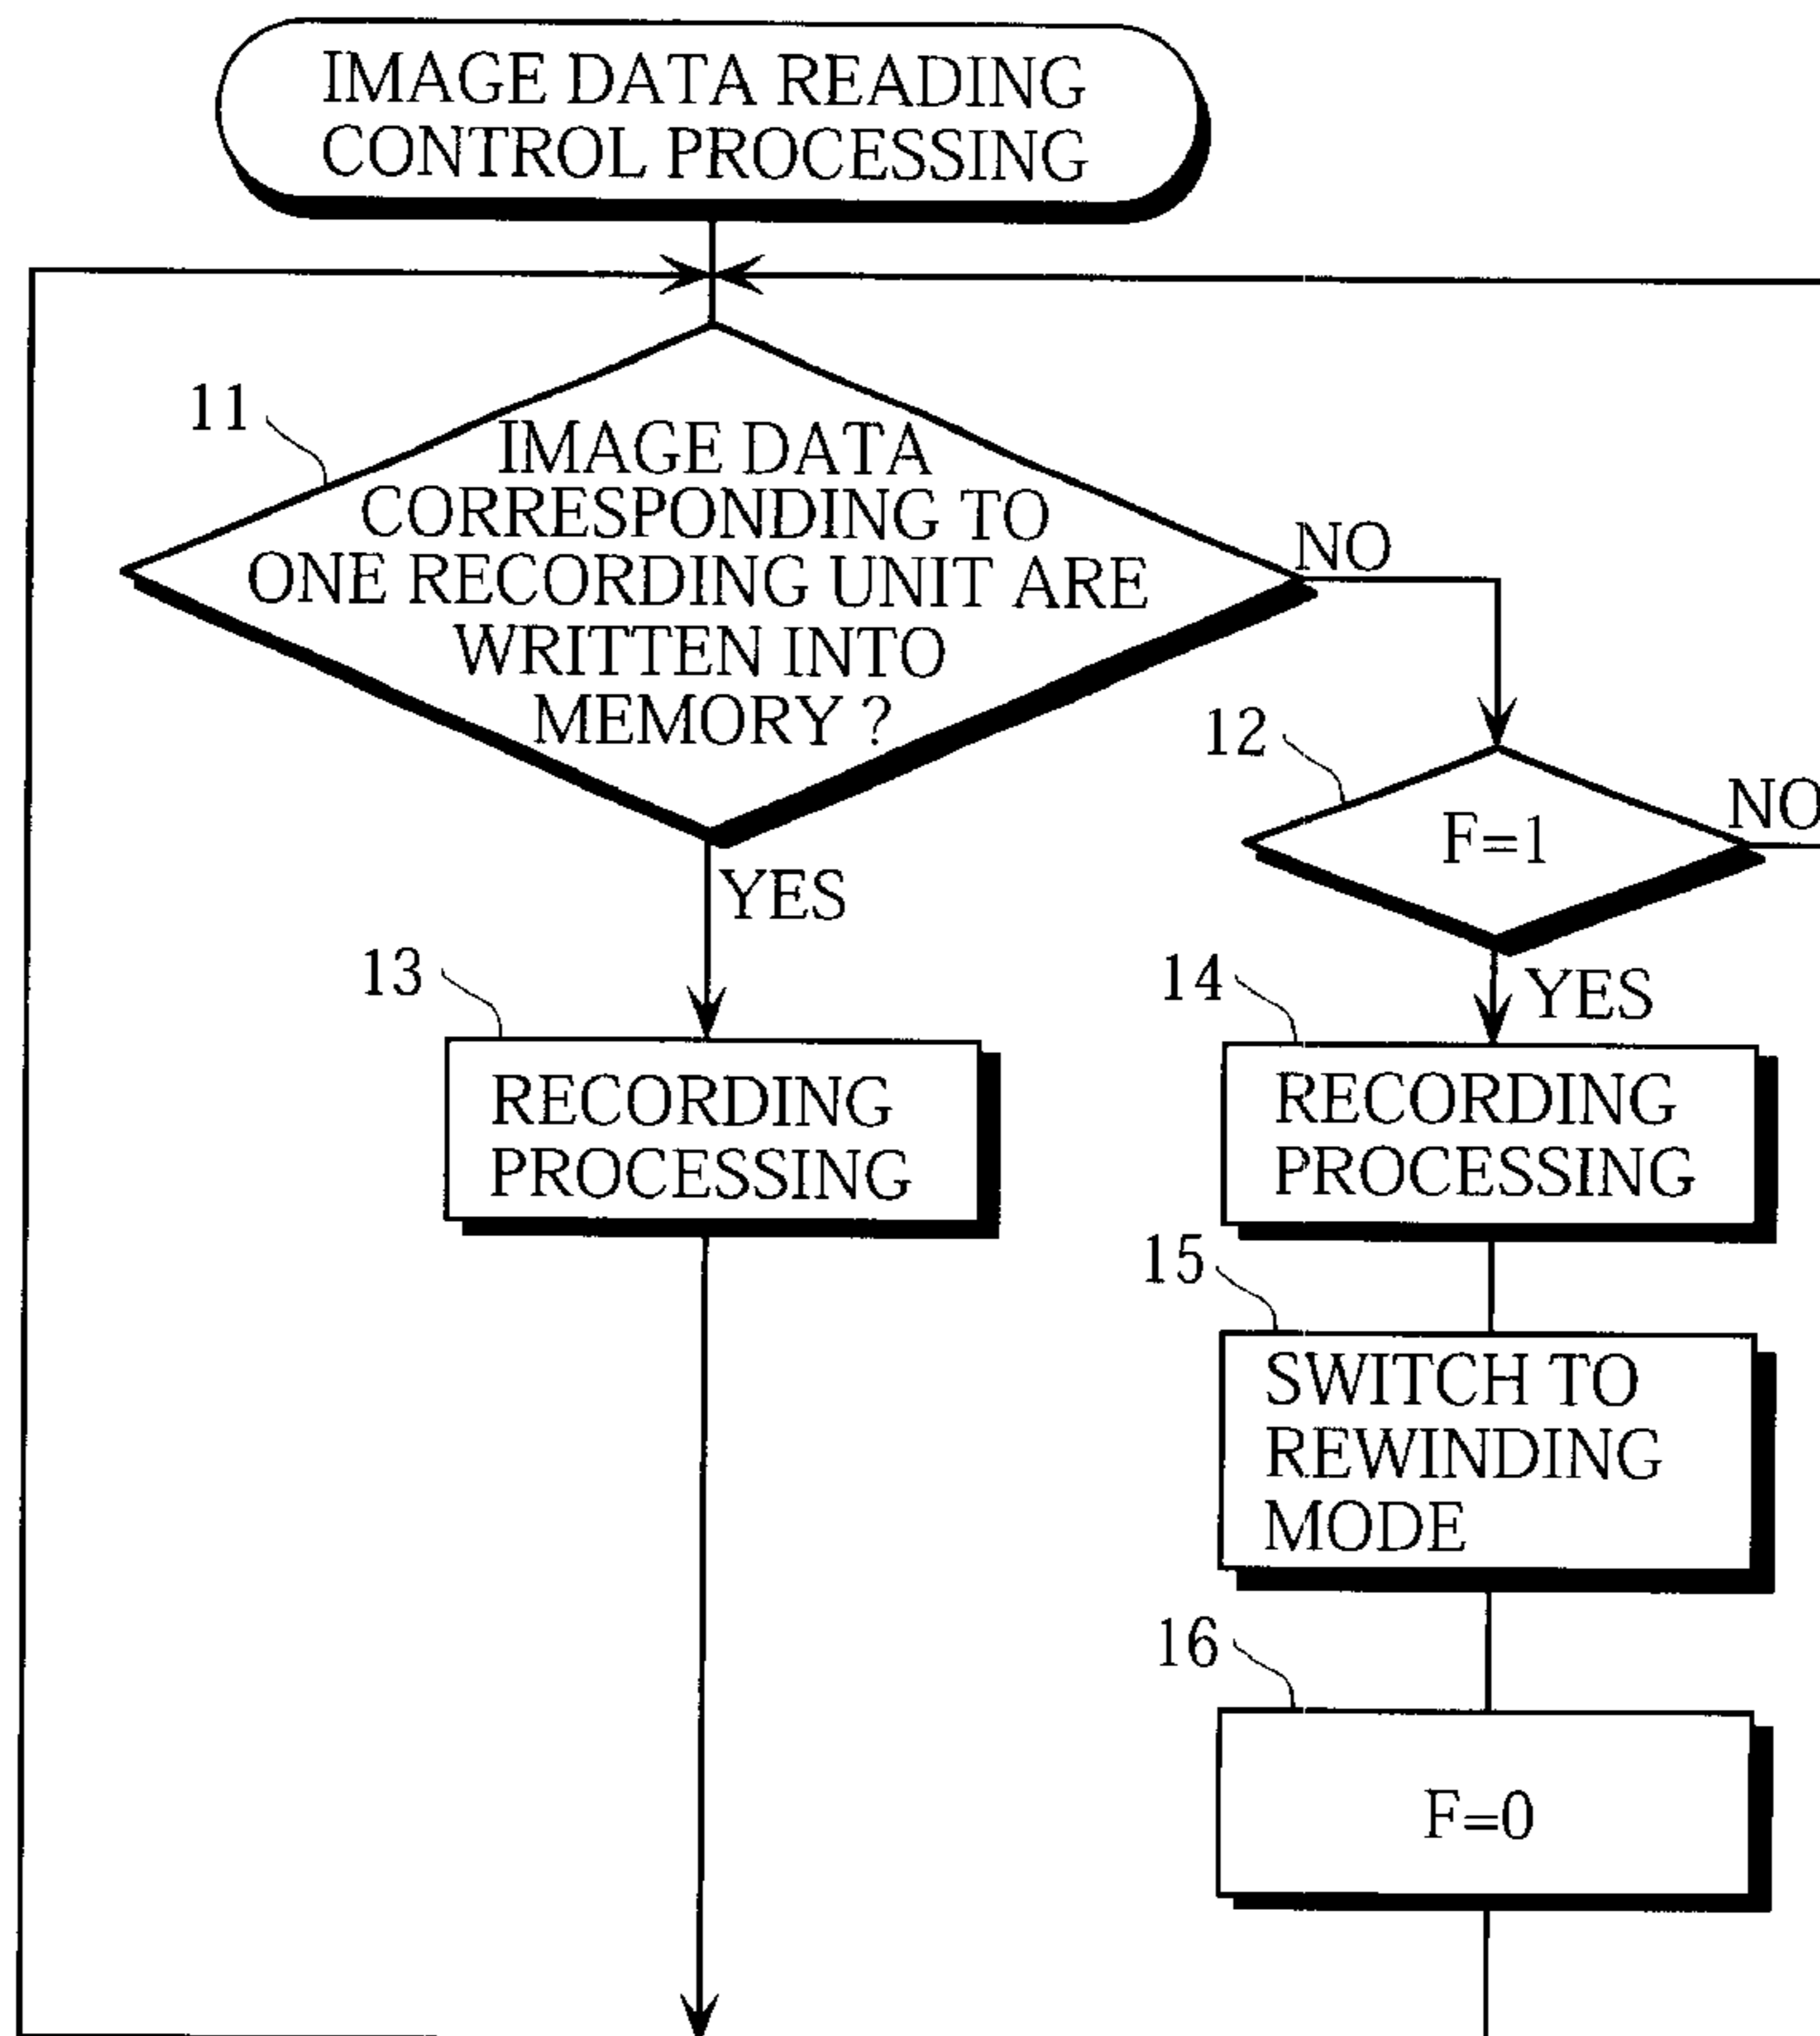 IMAGE DATA READING
CONTROL PROCESSING
11
IMAGE DATA
CORRESPONDING TO
ONE RECORDING UNIT ARE
WRITTEN INTO
MEMORY ?
NO
12
F=1
NO
YES
YES
13
RECORDING
PROCESSING
14
RECORDING
PROCESSING
15
SWITCH TO
REWINDING
MODE
16
F=0